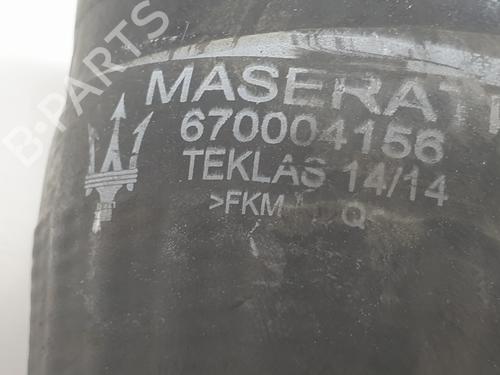 B-PARTS
MASERATI
670004156
TEKLAS 14/14
>FKM Q